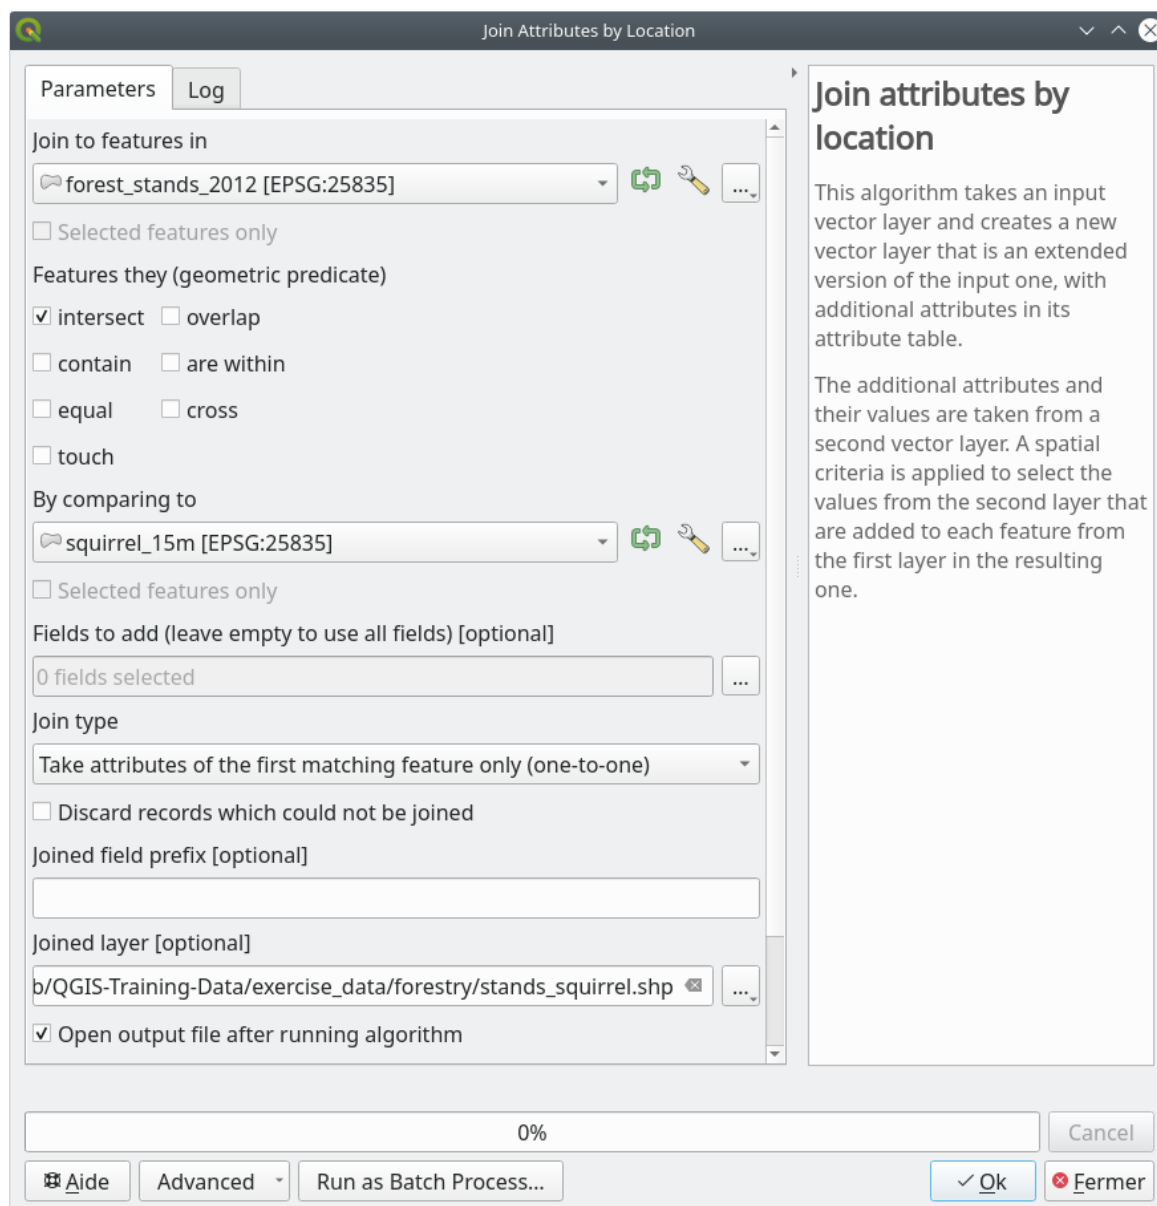 Join Attributes by Location
Parameters
Log
Join to features in
forest_stands_2012 [EPSG:25835]
...
Selected features only
Features they (geometric predicate)
intersect
overlap
contain
are within
equal
cross
touch
By comparing to
squirrel_15m [EPSG:25835]
...
Selected features only
Fields to add (leave empty to use all fields) [optional]
0 fields selected
...
Join type
Take attributes of the first matching feature only (one-to-one)
Discard records which could not be joined
Joined field prefix [optional]
Joined layer [optional]
b/QGIS-Training-Data/exercise_data/forestry/stands_squirrel.shp
...
Open output file after running algorithm
Join attributes by
location
This algorithm takes an input
vector layer and creates a new
vector layer that is an extended
version of the input one, with
additional attributes in its
attribute table.
The additional attributes and
their values are taken from a
second vector layer. A spatial
criteria is applied to select the
values from the second layer that
are added to each feature from
the first layer in the resulting
one.
0%
Cancel
Aide
Advanced
Run as Batch Process...
Ok
Fermer